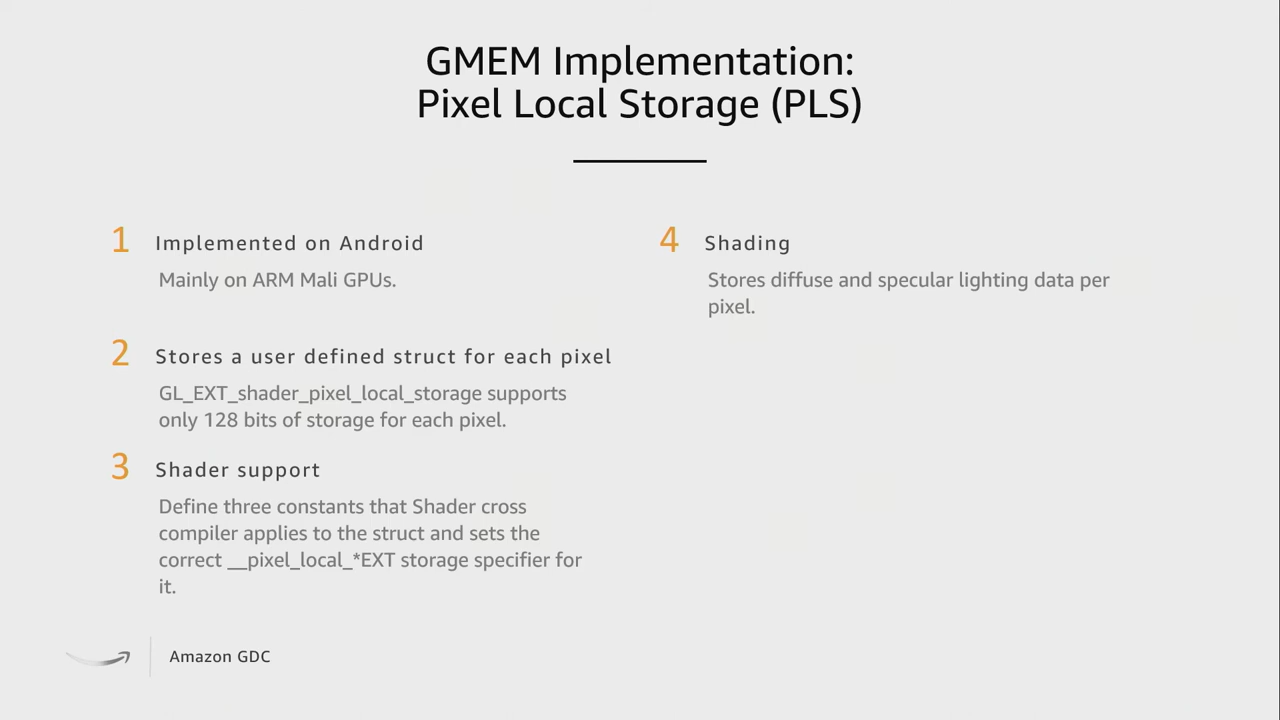 GMEM Implementation:
Pixel Local Storage (PLS)
1 Implemented on Android
Mainly on ARM Mali GPUs.
2 Stores a user defined struct for each pixel
GL_EXT_shader_pixel_local_storage supports
only 128 bits of storage for each pixel.
3 Shader support
Define three constants that Shader cross
compiler applies to the struct and sets the
correct __pixel_local_*EXT storage specifier for
it.
4 Shading
Stores diffuse and specular lighting data per
pixel.
Amazon GDC